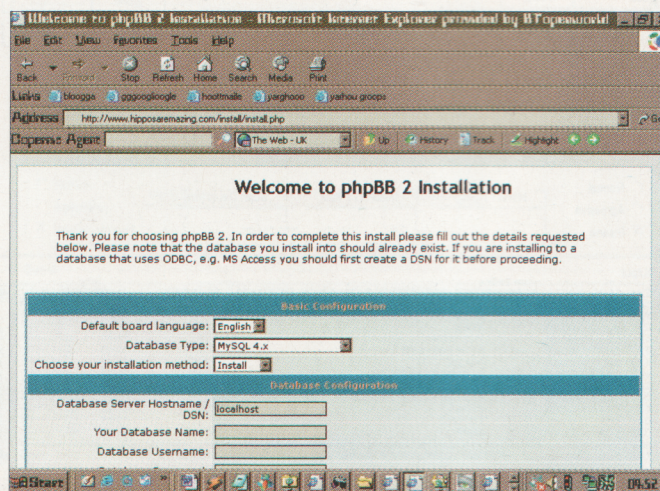 Welcome to phpBB 2 Installation - Microsoft Internet Explorer provided by BTopenworld
File Edit View Favorites Tools Help
Back Forward Stop Refresh Home Search Media Print
Links bloogga gggoogloogle hoottmaile yarghooo yarhou groops
Address http://www.hipposaremazing.com/install/install.php Go
Copernic Agent The Web - UK Up History Track Highlight
Welcome to phpBB 2 Installation
Thank you for choosing phpBB 2. In order to complete this install please fill out the details requested
below. Please note that the database you install into should already exist. If you are installing to a
database that uses ODBC, e.g. MS Access you should first create a DSN for it before proceeding.
Basic Configuration
Default board language: English
Database Type: MySQL 4.x
Choose your installation method: Install
Database Configuration
Database Server Hostname /
DSN: localhost
Your Database Name:
Database Username:
Start 04:52